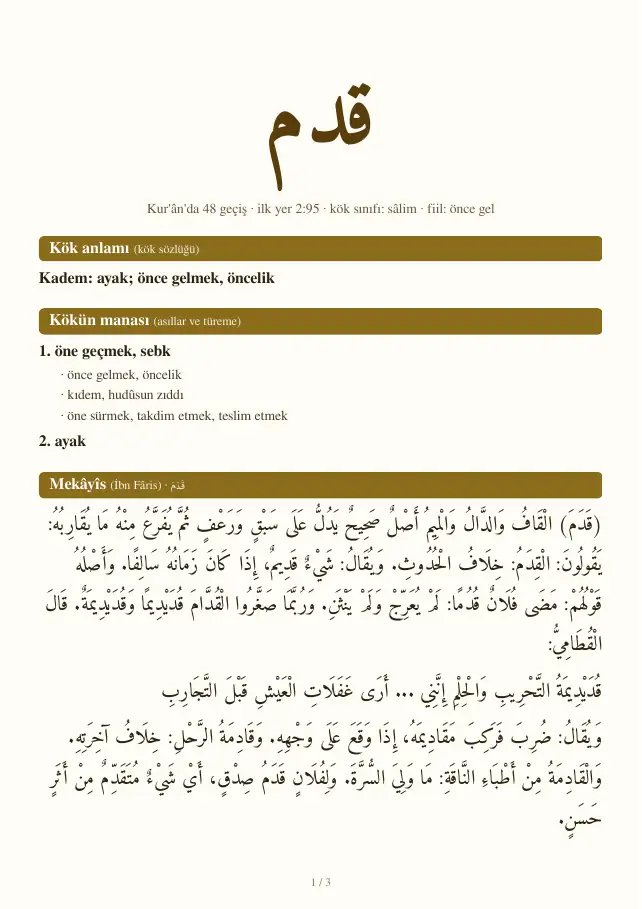 قدم
Kur'ân'da 48 geçiş · ilk yer 2:95 · kök sınıfı: sâlim · fiil: önce gel
Kök anlamı (kök sözlüğü)
Kadem: ayak; önce gelmek, öncelik
Kökün manası (asıllar ve türeme)
1. öne geçmek, sebk
· önce gelmek, öncelik
· kıdem, hudûsun zıddı
· öne sürmek, takdim etmek, teslim etmek
2. ayak
Mekâyîs (İbn Fâris) · قَدَمَ
(قَدَمَ) الْقَافُ وَالدَّالُ وَالْمِيمُ أَصْلٌ صَحِيحٌ يَدُلُّ عَلَى سَبْقٍ وَرَعْفٍ ثُمَّ يُفَرَّعُ مِنْهُ مَا يُقَارِبُهُ:
يَقُولُونَ: الْقِدَمُ: خِلَافُ الْحُدُوثِ. وَيُقَالُ: شَيْءٌ قَدِيمٌ، إِذَا كَانَ زَمَانُهُ سَالِفًا. وَأَصْلُهُ
قَوْلُهُمْ: مَضَى فُلَانٌ قُدُمًا: لَمْ يُعَرِّجْ وَلَمْ يَنْثَنِ. وَرُبَّمَا صَغَّرُوا الْقُدَّامَ قُدَيْدِيمًا وَقُدَيْدِيمَةٌ. قَالَ
الْقُطَامِيُّ:
قُدَيْدِيمَةُ التَّجْرِيبِ وَالْحِلْمِ إِنَّنِي ... أَرَى غَفَلَاتِ الْعَيْشِ قَبْلَ التَّجَارِبِ
وَيُقَالُ: ضُرِبَ فَرَكِبَ مَقَادِيمَهُ، إِذَا وَقَعَ عَلَى وَجْهِهِ. وَقَادِمَةُ الرَّحْلِ: خِلَافُ آخِرَتِهِ.
وَالْقَادِمَةُ مِنْ أَطْبَاءِ النَّاقَةِ: مَا وَلِيَ السُّرَّةَ. وَلِفُلَانٍ قَدَمُ صِدْقٍ، أَيْ شَيْءٌ مُتَقَدِّمٌ مِنْ أَثَرٍ
حَسَنٍ.
1 / 3